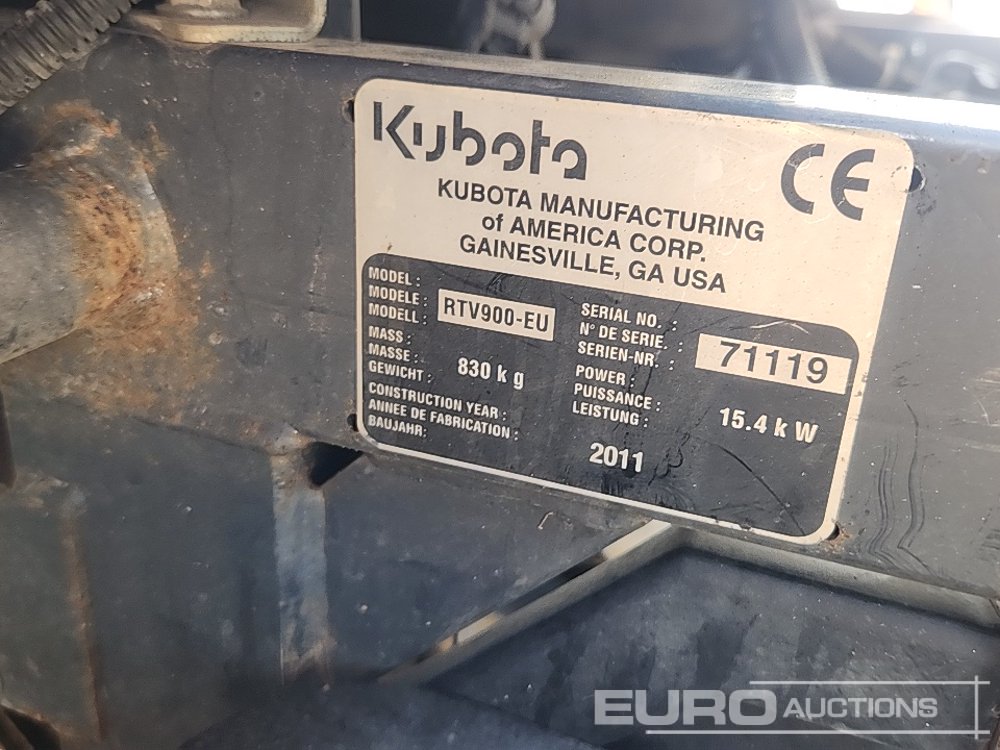 Kubota
CE
KUBOTA MANUFACTURING
of AMERICA CORP.
GAINESVILLE, GA USA
MODEL :
MODELE :
MODELL :
RTV900-EU
SERIAL NO. :
N° DE SERIE. :
SERIEN-NR. :
71119
MASS :
MASSE :
GEWICHT :
830 kg
POWER :
PUISSANCE :
LEISTUNG :
15.4 kW
CONSTRUCTION YEAR :
ANNEE DE FABRICATION :
BAUJAHR:
2011
EURO AUCTIONS